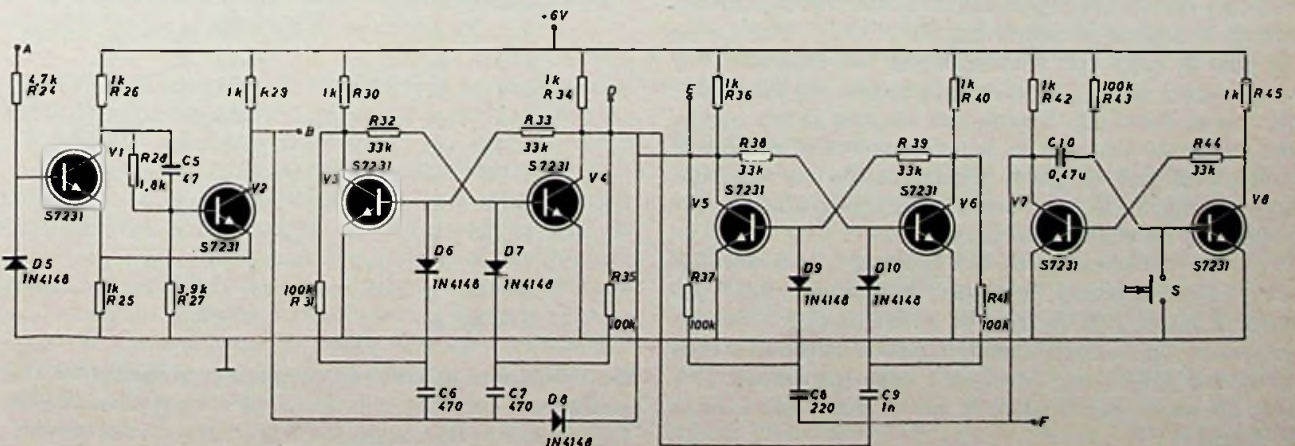 +6V
A
4,7k
R24
1k
R26
V1
S7231
R28
1,8k
C5
47
D5
1N4148
1k
R25
3,9k
R27
1k
R29
V2
S7231
B
1k
R30
R32
33k
R33
33k
V3
S7231
1k
R34
V4
S7231
D
100k
R31
D6
1N4148
D7
1N4148
R35
100k
C6
470
C7
470
D8
1N4148
E
1k
R36
R38
33k
R39
33k
1k
R40
S7231
V5
S7231
V6
R37
100k
D9
1N4148
D10
1N4148
R41
100k
C8
220
C9
1n
F
1k
R42
100k
R43
1k
R45
C10
0,47u
R44
33k
V7
S7231
V8
S7231
S